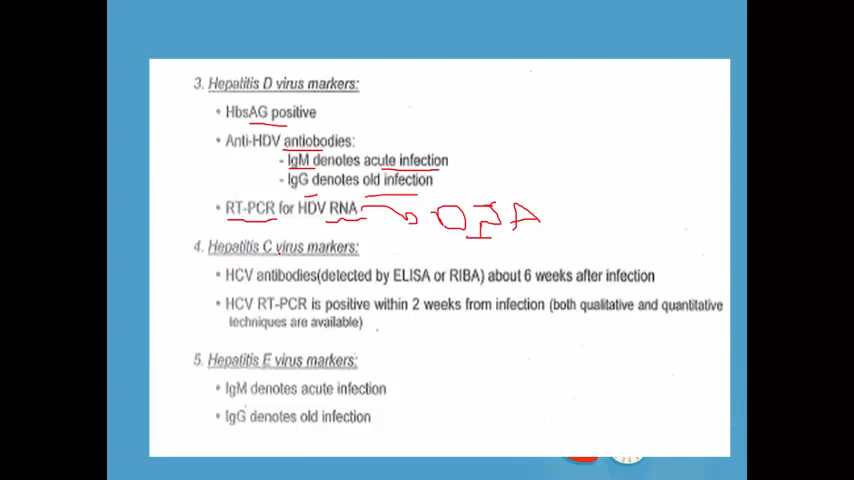 3. Hepatitis D virus markers:
• HbsAG positive
• Anti-HDV antiobodies:
- IgM denotes acute infection
- IgG denotes old infection
• RT-PCR for HDV RNA
4. Hepatitis C virus markers:
• HCV antibodies(detected by ELISA or RIBA) about 6 weeks after infection
• HCV RT-PCR is positive within 2 weeks from infection (both qualitative and quantitative
techniques are available)
5. Hepatitis E virus markers:
• IgM denotes acute infection
• IgG denotes old infection